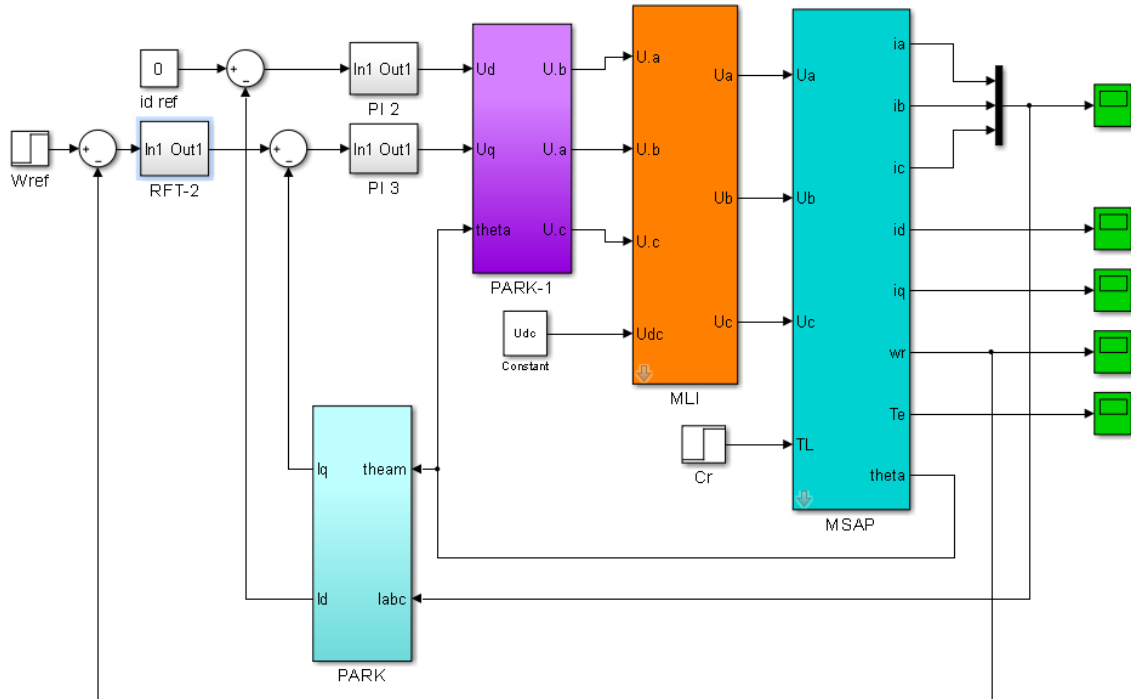 0
id ref
+
-
In1 Out1
PI 2
Wref
+
-
In1 Out1
RFT-2
+
-
In1 Out1
PI 3
Ud
Uq
theta
U.b
U.a
U.c
PARK-1
Udc
Constant
U.a
U.b
U.c
Udc
Ua
Ub
Uc
MLI
Cr
Ua
Ub
Uc
TL
ia
ib
ic
id
iq
wr
Te
theta
MSAP
Iq
Id
theam
Iabc
PARK